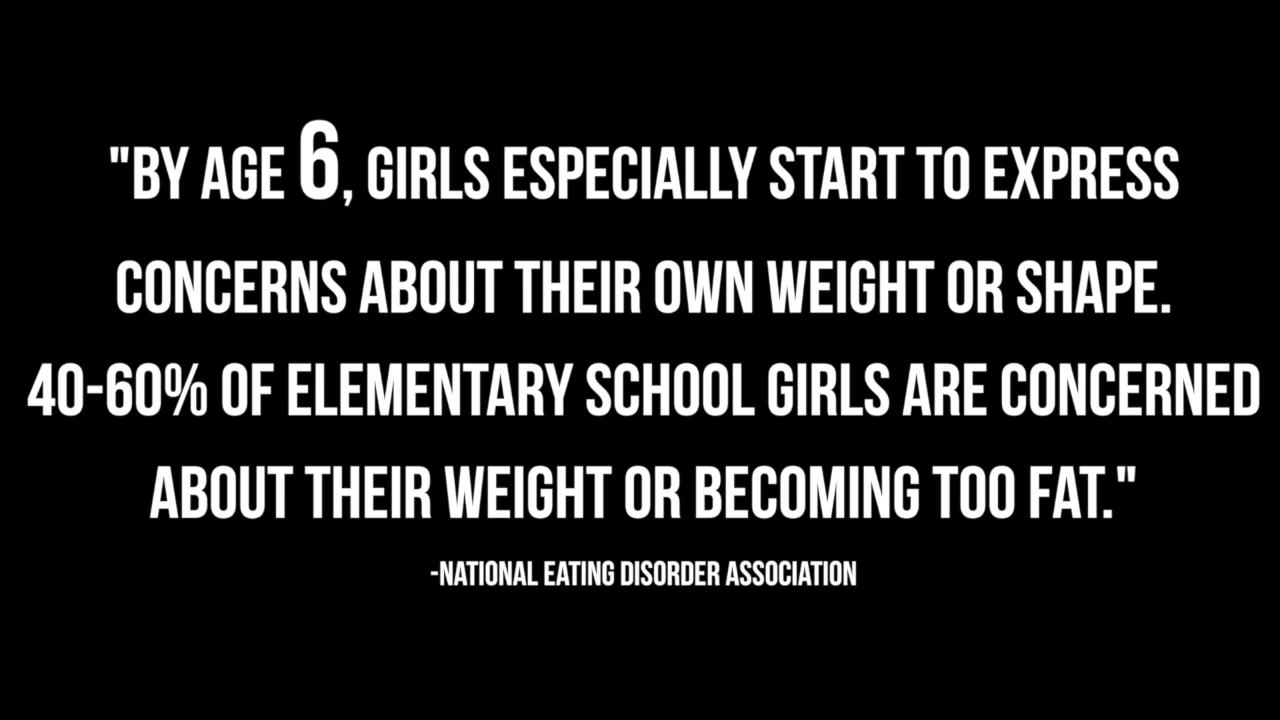 "BY AGE 6, GIRLS ESPECIALLY START TO EXPRESS
CONCERNS ABOUT THEIR OWN WEIGHT OR SHAPE.
40-60% OF ELEMENTARY SCHOOL GIRLS ARE CONCERNED
ABOUT THEIR WEIGHT OR BECOMING TOO FAT."
-NATIONAL EATING DISORDER ASSOCIATION